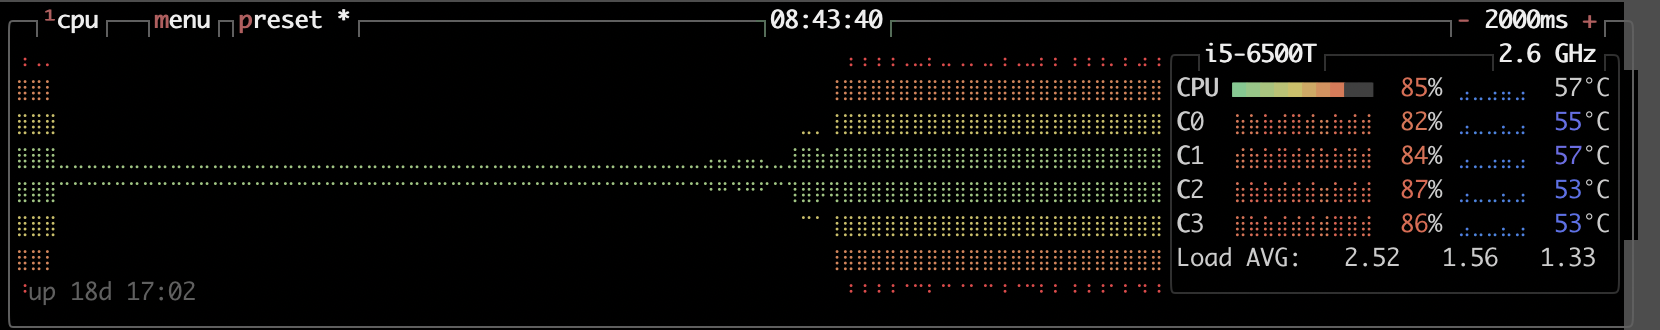 ¹cpu menu preset * 08:43:40 - 2000ms +
i5-6500T 2.6 GHz
CPU 85% 57°C
C0 82% 55°C
C1 84% 57°C
C2 87% 53°C
C3 86% 53°C
Load AVG: 2.52 1.56 1.33
up 18d 17:02